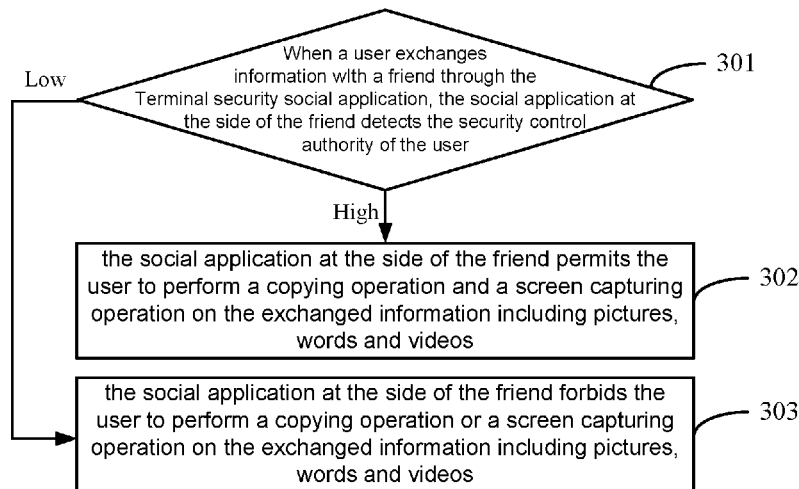 When a user exchanges
information with a friend through the
Terminal security social application, the social application at
the side of the friend detects the security control
authority of the user
301
Low
High
the social application at the side of the friend permits the
user to perform a copying operation and a screen capturing
operation on the exchanged information including pictures,
words and videos
302
the social application at the side of the friend forbids the
user to perform a copying operation or a screen capturing
operation on the exchanged information including pictures,
words and videos
303